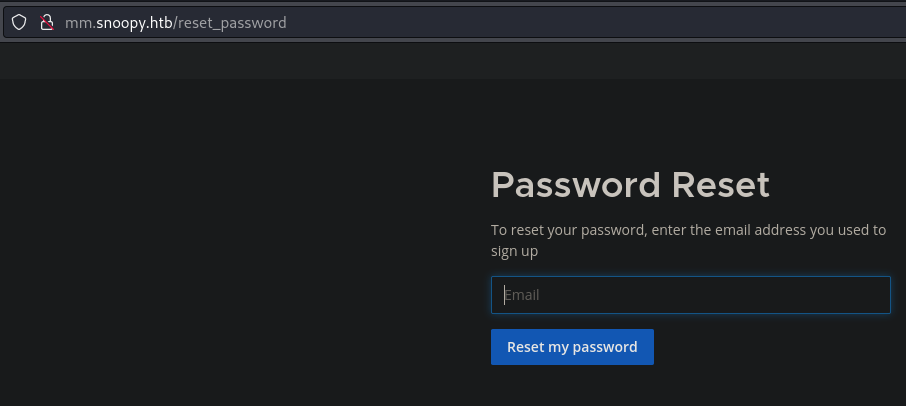 mm.snoopy.htb/reset_password
Password Reset
To reset your password, enter the email address you used to
sign up
Email
Reset my password